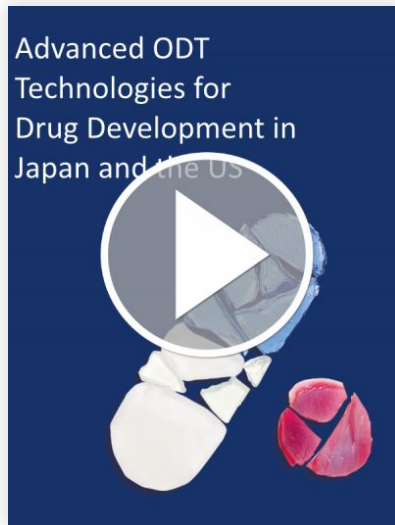 Advanced ODT
Technologies for
Drug Development in
Japan and the US